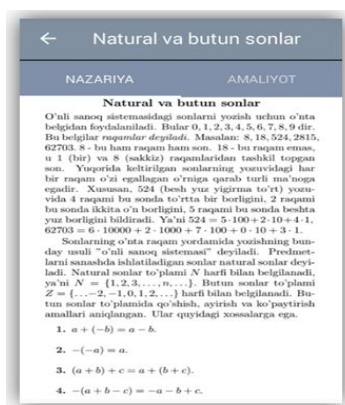 Natural va butun sonlar
NAZARIYA AMALIYOT
Natural va butun sonlar
O'nli sanoq sistemasidagi sonlarni yozish uchun o'nta
belgidan foydalaniladi. Bular 0, 1, 2, 3, 4, 5, 6, 7, 8, 9 dir.
Bu belgilar raqamlar deyiladi. Masalan: 8, 18, 524, 2815,
62703. 8 - bu ham raqam ham son. 18 - bu raqam emas,
u 1 (bir) va 8 (sakkiz) raqamlaridan tashkil topgan
son. Yuqorida keltirilgan sonlarning yozuvidagi har
bir raqam o'zi egallagan o'rniga qarab turli ma'noga
egadir. Xususan, 524 (besh yuz yigirma to'rt) yozu-
vida 4 raqami bu sonda to'rtta bir borligini, 2 raqami
bu sonda ikkita o'n borligini, 5 raqami bu sonda beshta
yuz borligini bildiradi. Ya'ni 524 = 5·100+2·10+4·1,
62703 = 6 · 10000 + 2 · 1000 + 7 · 100 + 0 · 10 + 3 · 1.
Sonlarning o'nta raqam yordamida yozishning bun-
day usuli "o'nli sanoq sistemasi" deyiladi. Predmet-
larni sanashda ishlatiladigan sonlar natural sonlar deyi-
ladi. Natural sonlar to'plami N harfi bilan belgilanadi,
ya'ni N = {1, 2, 3, . . . , n, . . .}. Butun sonlar to'plami
Z = {. . . −2, −1, 0, 1, 2, . . .} harfi bilan belgilanadi. Bu-
tun sonlar to'plamida qo'shish, ayirish va ko'paytirish
amallari aniqlangan. Ular quyidagi xossalarga ega.
1. a + (−b) = a − b.
2. −(−a) = a.
3. (a + b) + c = a + (b + c).
4. −(a + b − c) = −a − b + c.